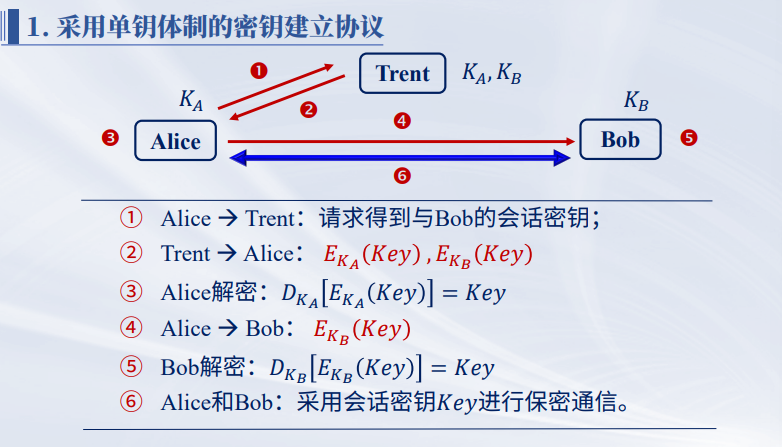 1. 采用单钥体制的密钥建立协议
❶
Trent
K_A, K_B
K_A
❷
K_B
❸
Alice
❹
Bob
❺
❻
① Alice → Trent：请求得到与Bob的会话密钥；
② Trent → Alice： E_{K_A}(Key) , E_{K_B}(Key)
③ Alice解密：D_{K_A}[E_{K_A}(Key)] = Key
④ Alice → Bob： E_{K_B}(Key)
⑤ Bob解密：D_{K_B}[E_{K_B}(Key)] = Key
⑥ Alice和Bob：采用会话密钥Key进行保密通信。